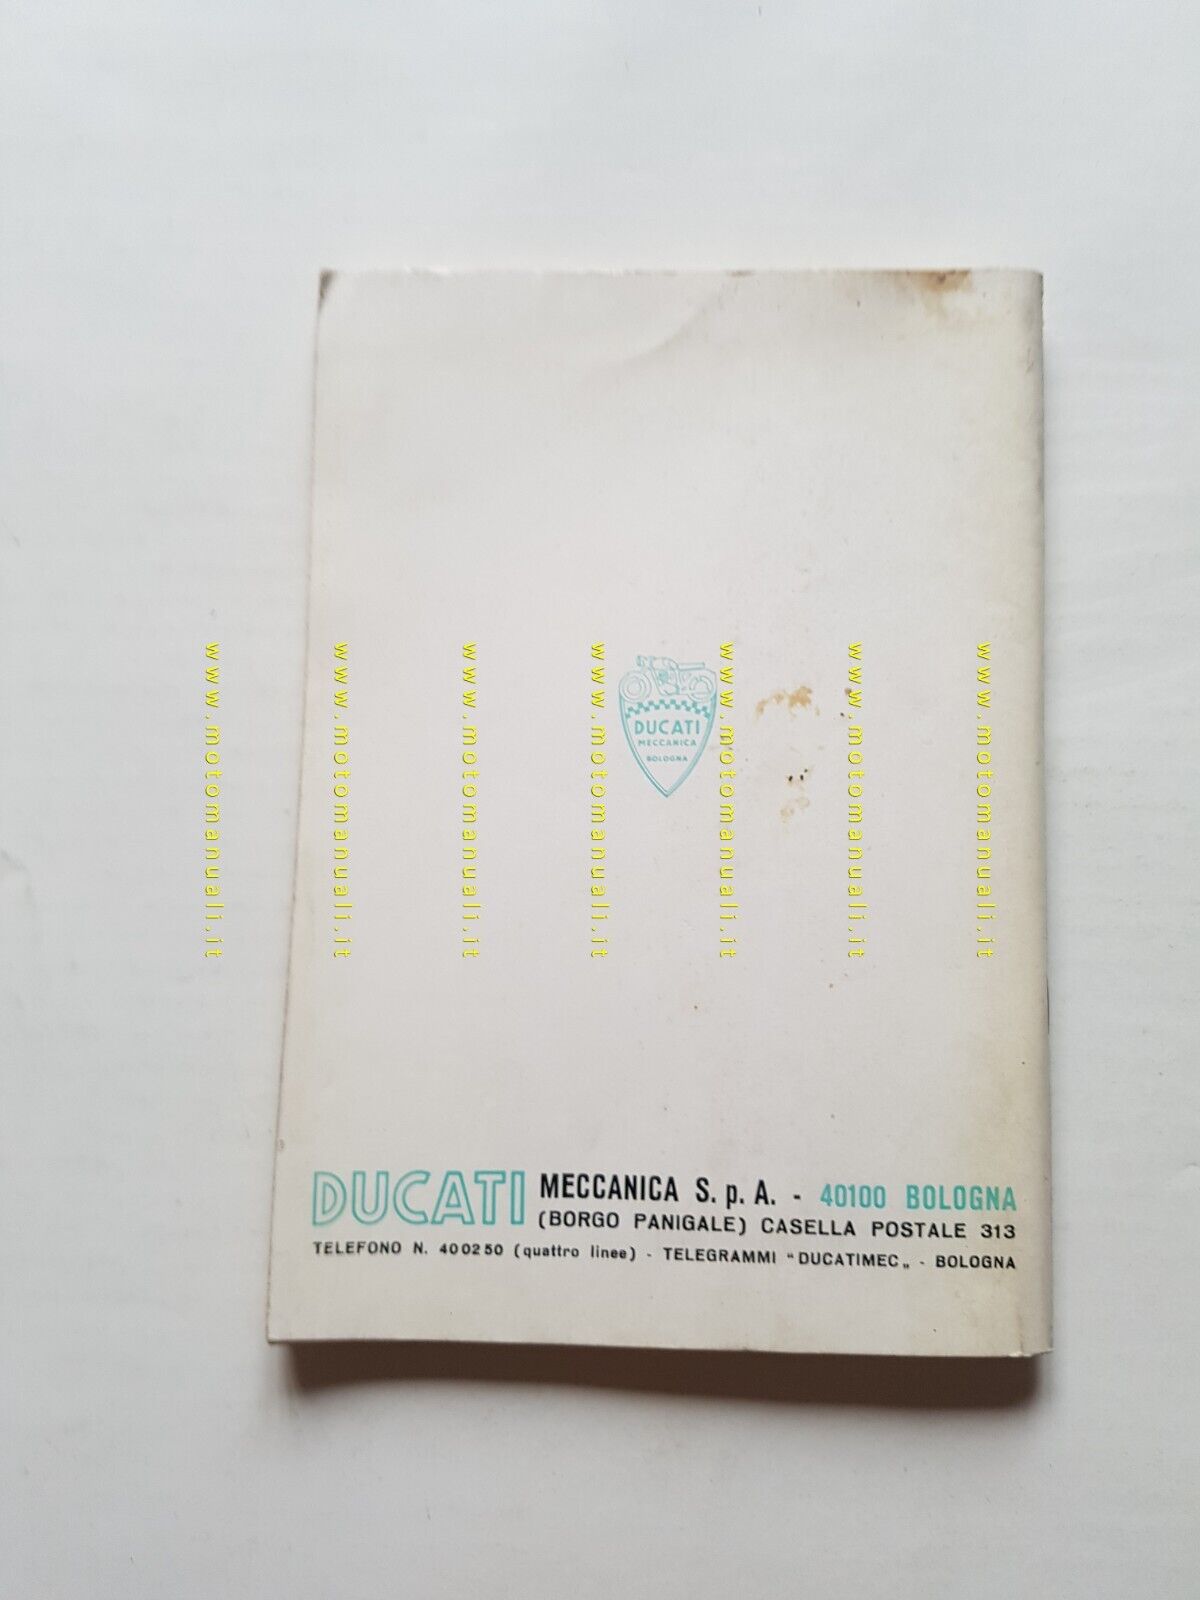 www.motomanuali.it
www.motomanuali.it
www.motomanuali.it
www.motomanuali.it
www.motomanuali.it
www.motomanuali.it
www.motomanuali.it
DUCATI
MECCANICA
BOLOGNA
DUCATI MECCANICA S.p.A. - 40100 BOLOGNA
(BORGO PANIGALE) CASELLA POSTALE 313
TELEFONO N. 400250 (quattro linee) - TELEGRAMMI “DUCATIMEC„ - BOLOGNA